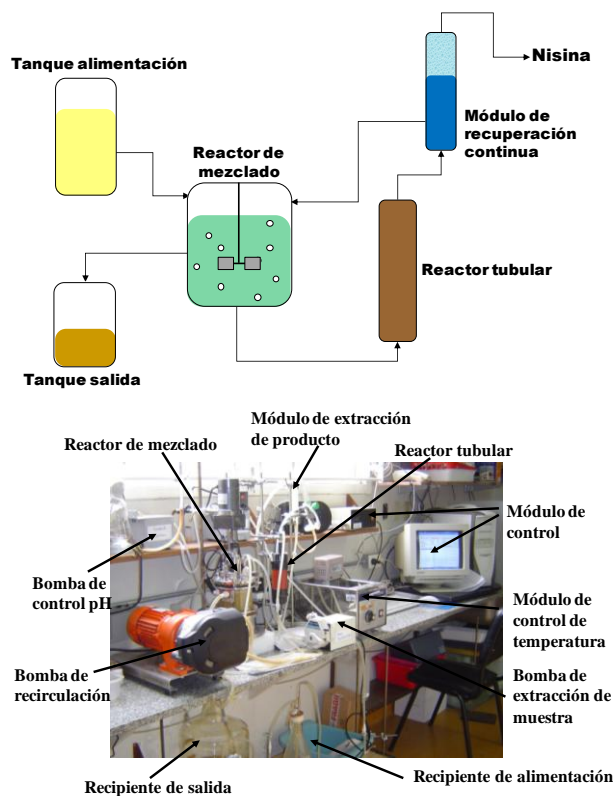 Tanque alimentación
Nisina
Reactor de
mezclado
Módulo de
recuperación
continua
Reactor tubular
Tanque salida
Módulo de extracción
de producto
Reactor de mezclado
Reactor tubular
Módulo de
control
Bomba de
control pH
Módulo de
control de
temperatura
Bomba de
recirculación
Bomba de
extracción de
muestra
Recipiente de salida
Recipiente de alimentación